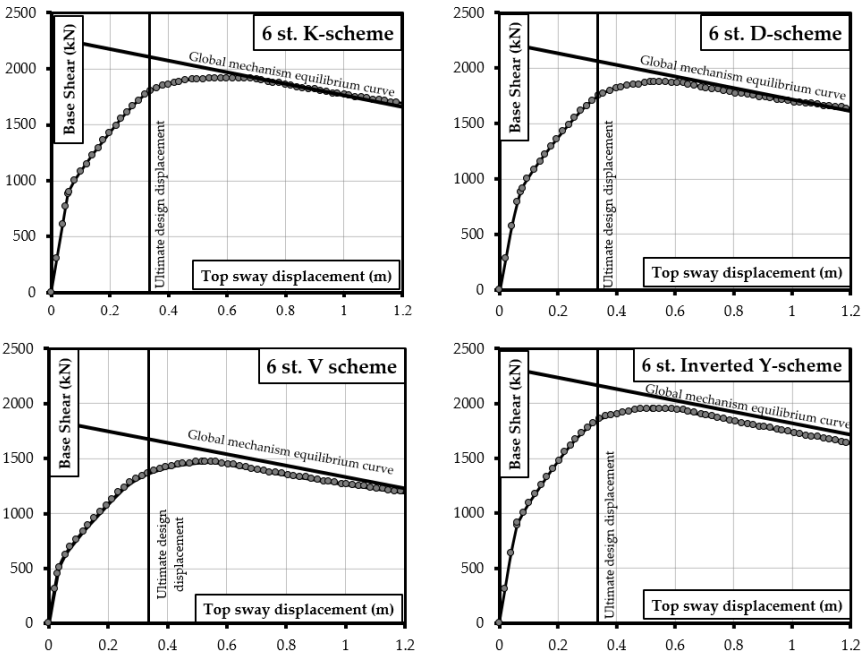 2500
2000
1500
1000
500
0
Base Shear (kN)
6 st. K-scheme
Global mechanism equilibrium curve
Ultimate design displacement
Top sway displacement (m)
0 0.2 0.4 0.6 0.8 1 1.2
2500
2000
1500
1000
500
0
Base Shear (kN)
6 st. D-scheme
Global mechanism equilibrium curve
Ultimate design displacement
Top sway displacement (m)
0 0.2 0.4 0.6 0.8 1 1.2
2500
2000
1500
1000
500
0
Base Shear (kN)
6 st. V scheme
Global mechanism equilibrium curve
Ultimate design
displacement
Top sway displacement (m)
0 0.2 0.4 0.6 0.8 1 1.2
2500
2000
1500
1000
500
0
Base Shear (kN)
6 st. Inverted Y-scheme
Global mechanism equilibrium curve
Ultimate design displacement
Top sway displacement (m)
0 0.2 0.4 0.6 0.8 1 1.2